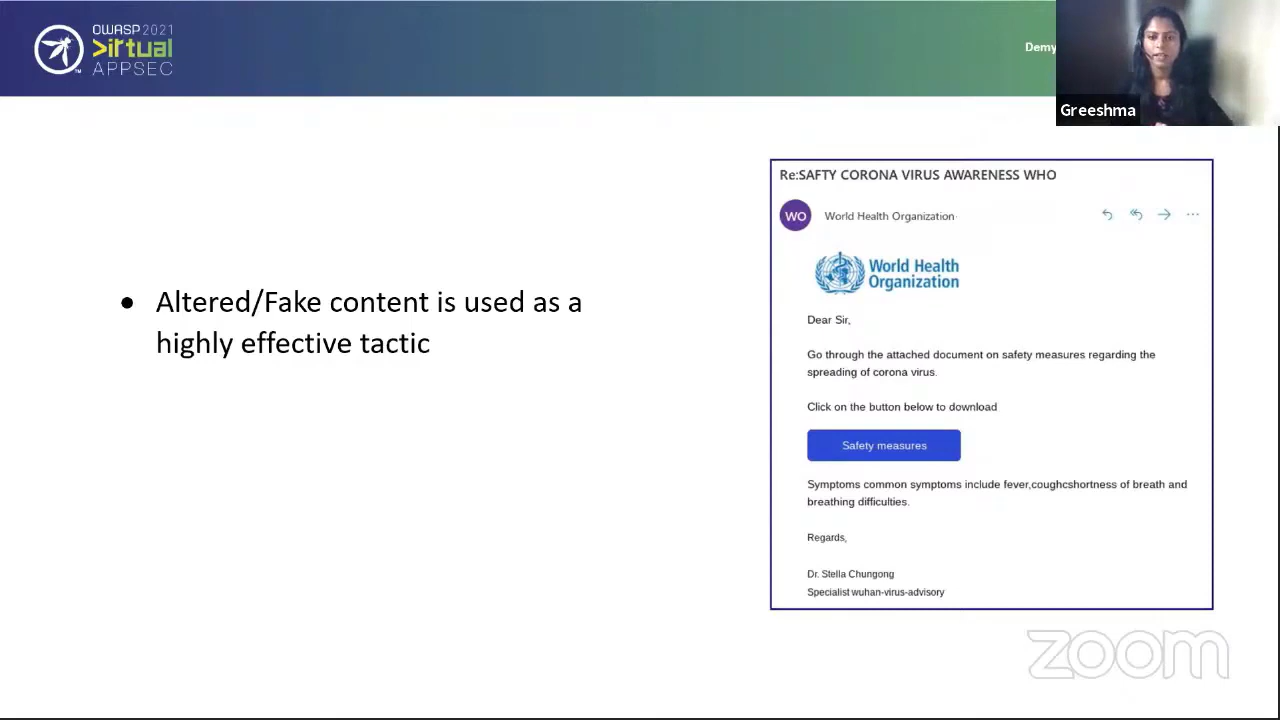 OWASP 2021
Virtual
APPSEC
Demy
Greeshma
Altered/Fake content is used as a
highly effective tactic
Re:SAFTY CORONA VIRUS AWARENESS WHO
WO
World Health Organization
World Health
Organization
Dear Sir,
Go through the attached document on safety measures regarding the
spreading of corona virus.
Click on the button below to download
Safety measures
Symptoms common symptoms include fever,coughcshortness of breath and
breathing difficulties.
Regards,
Dr. Stella Chungong
Specialist wuhan-virus-advisory
zoom